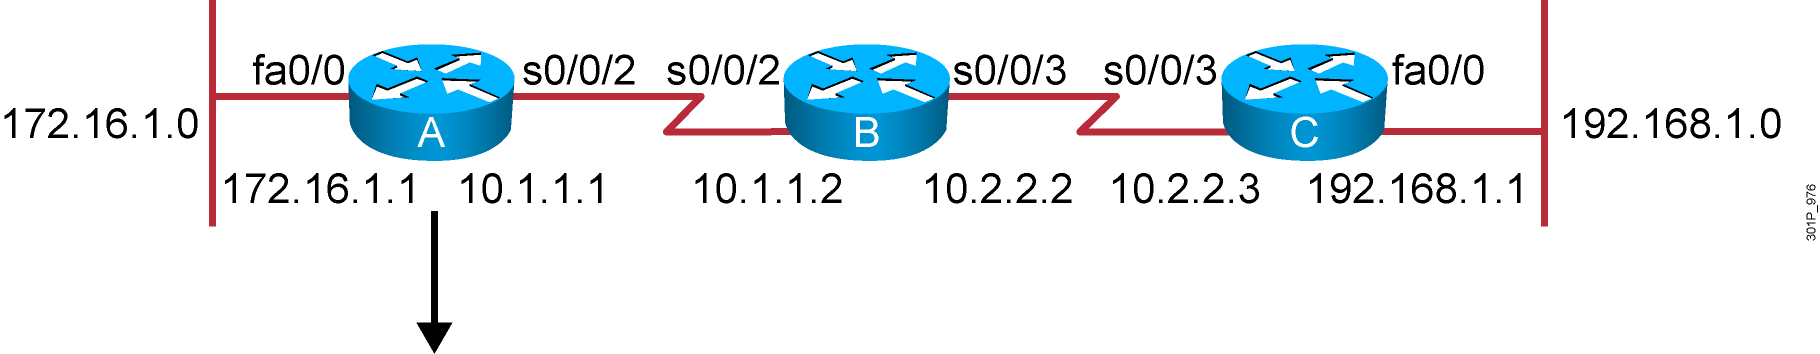 fa0/0 s0/0/2 s0/0/2 s0/0/3 s0/0/3 fa0/0
172.16.1.0 A B C 192.168.1.0
172.16.1.1 10.1.1.1 10.1.1.2 10.2.2.2 10.2.2.3 192.168.1.1
301P_976